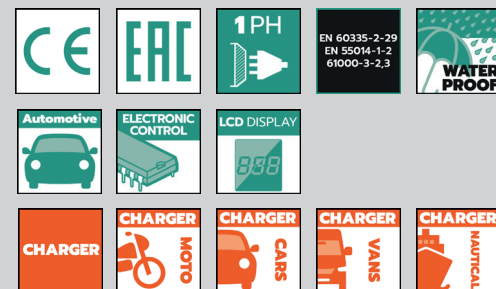 CE
EAC
1PH
EN 60335-2-29
EN 55014-1-2
61000-3-2,3
WATER
PROOF
Automotive
ELECTRONIC
CONTROL
LCD DISPLAY
888
CHARGER
CHARGER
MOTO
CHARGER
CARS
CHARGER
VANS
CHARGER
NAUTICAL